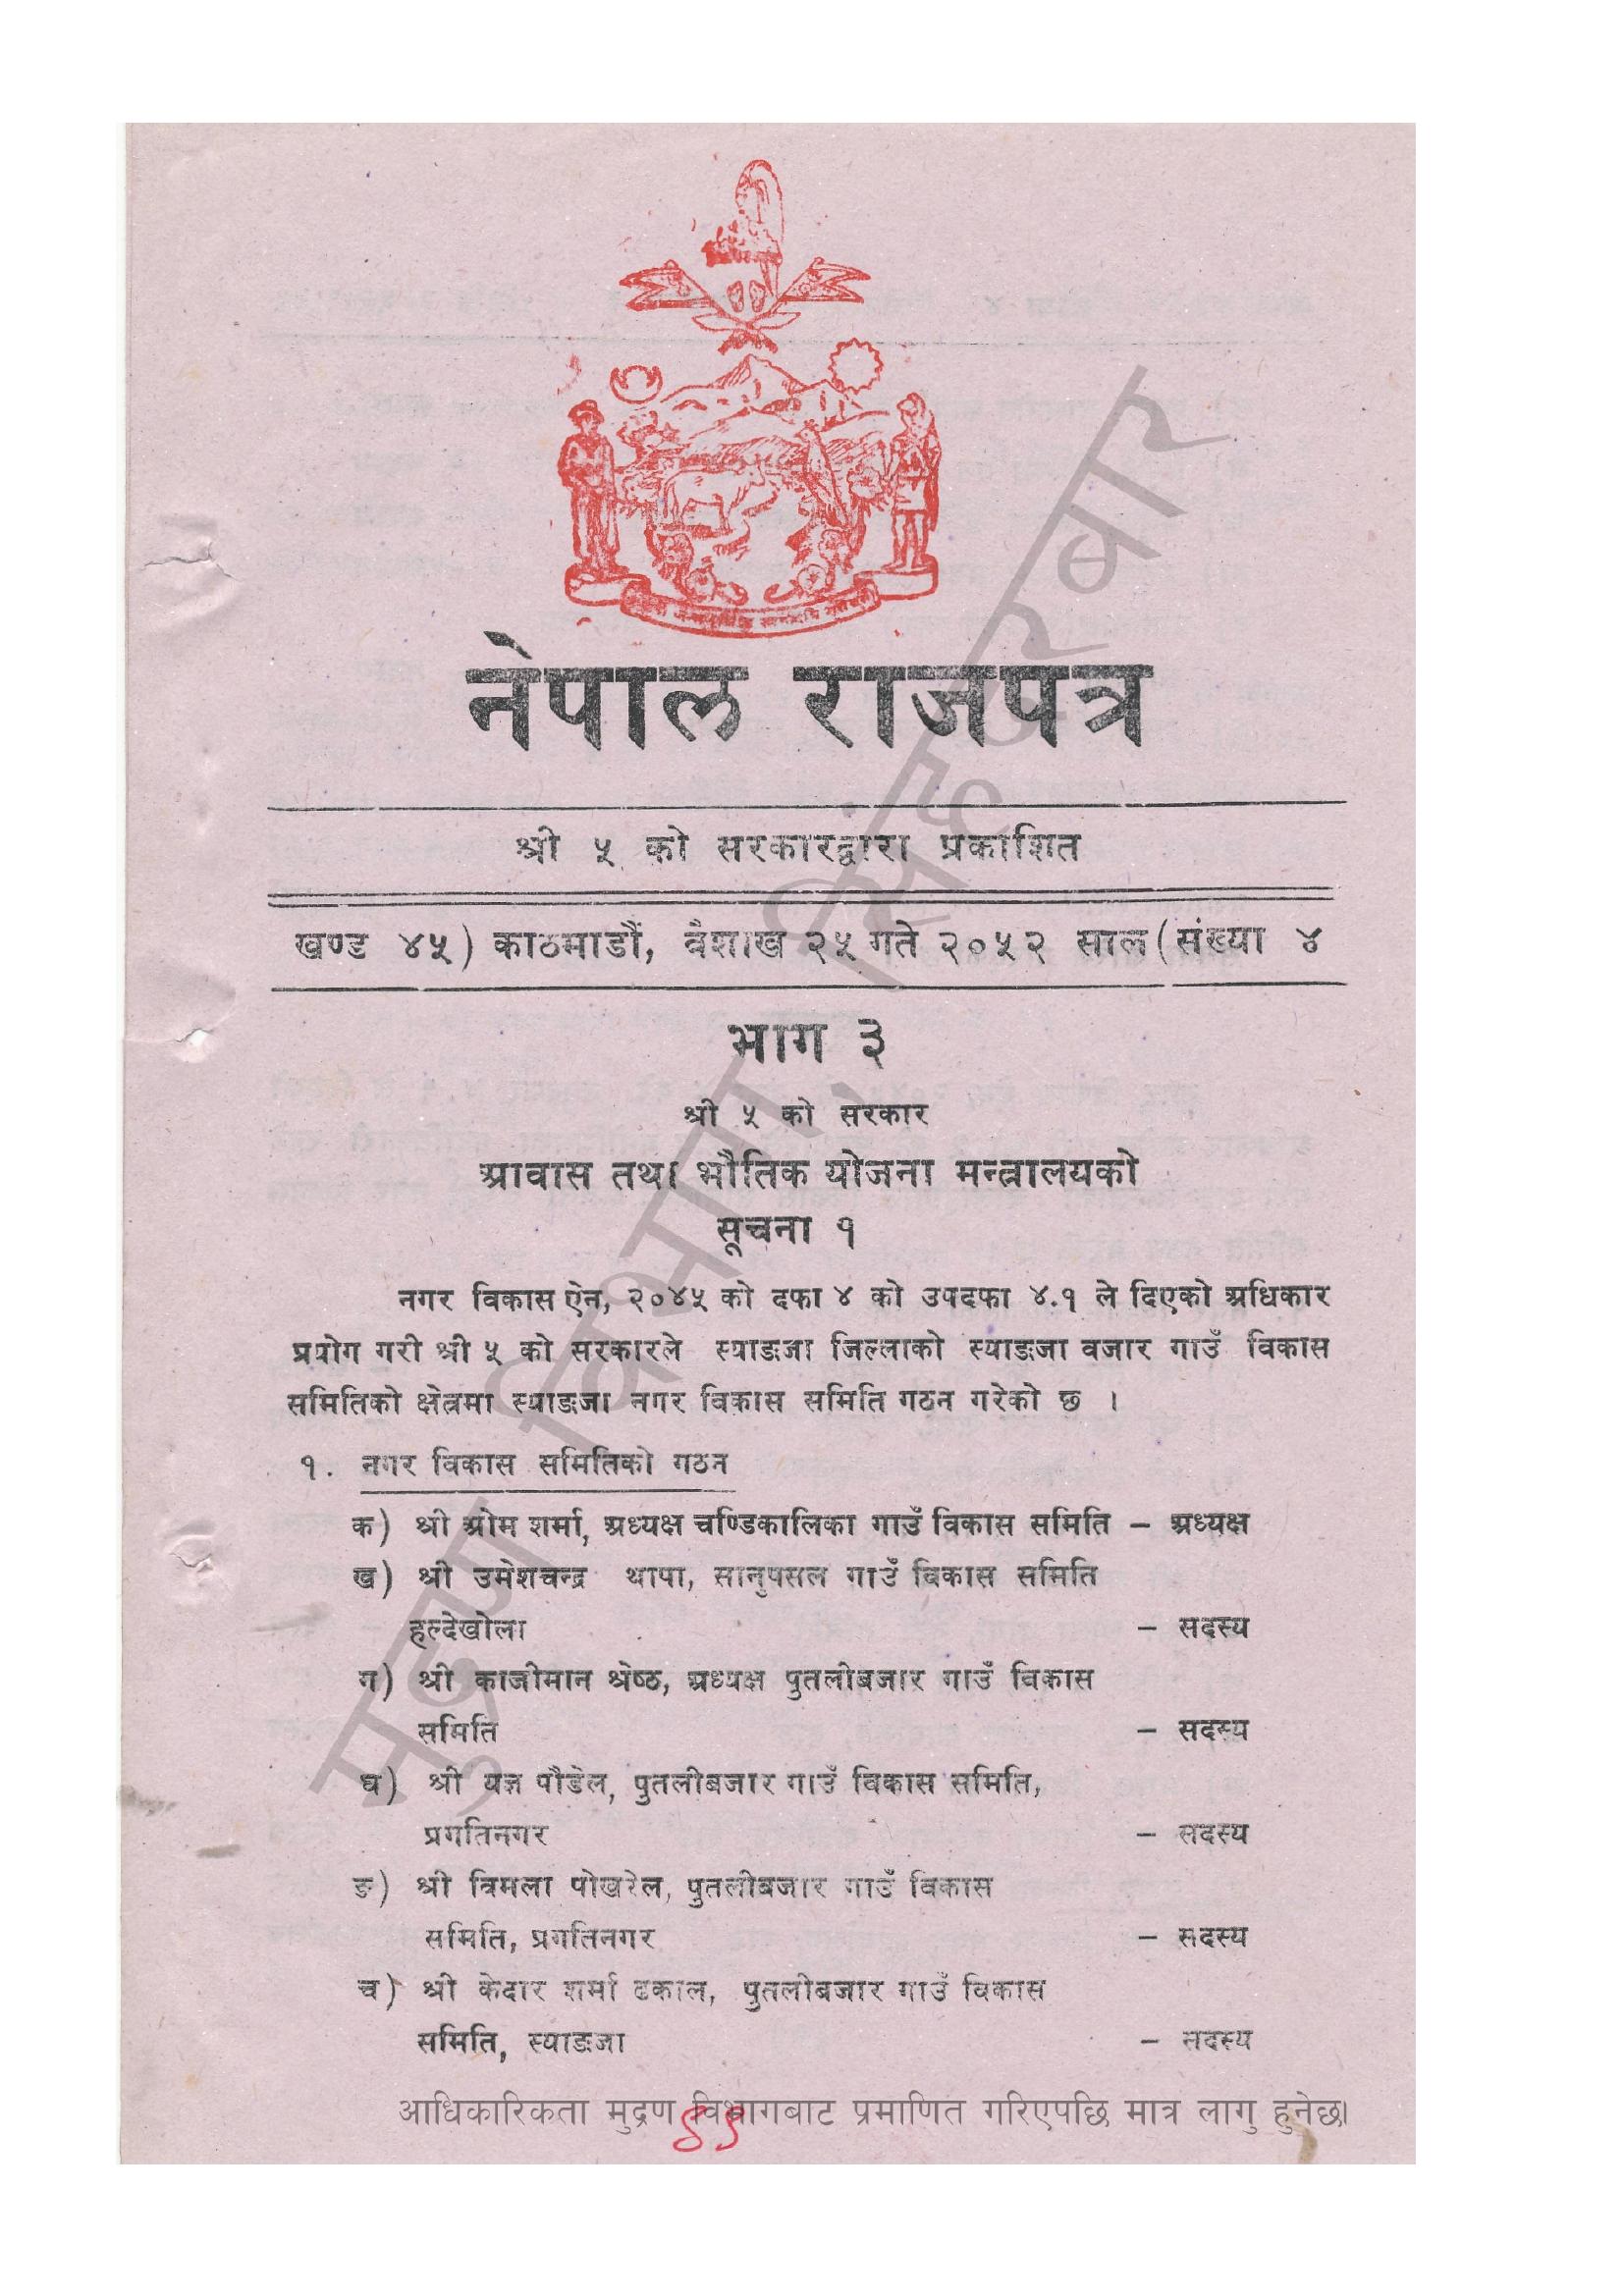 नेपाल राजपत्र
श्री ५ को सरकारद्वारा प्रकाशित
खण्ड ४५) काठमाडौं, वैशाख २५ गते २०५२ साल (संख्या ४
भाग ३
श्री ५ को सरकार
आवास तथा भौतिक योजना मन्त्रालयको
सूचना १
नगर विकास ऐन, २०४५ को दफा ४ को उपदफा ४.१ ले दिएको अधिकार
प्रयोग गरी श्री ५ को सरकारले स्याङजा जिल्लाको स्याङजा वजार गाउँ विकास
समितिको क्षेत्रमा स्याङजा नगर विकास समिति गठन गरेको छ ।
१. नगर विकास समितिको गठन
क) श्री ओम शर्मा, अध्यक्ष चण्डिकालिका गाउँ विकास समिति – अध्यक्ष
ख) श्री उमेशचन्द्र थापा, सानुपसल गाउँ विकास समिति
हल्देखोला – सदस्य
ग) श्री काजीमान श्रेष्ठ, अध्यक्ष पुतलीबजार गाउँ विकास
समिति – सदस्य
घ) श्री यज्ञ पौडेल, पुतलीबजार गाउँ विकास समिति,
प्रगतिनगर – सदस्य
ङ) श्री विमला पोखरेल, पुतलीबजार गाउँ विकास
समिति, प्रगतिनगर – सदस्य
च) श्री केदार शर्मा ढकाल, पुतलीबजार गाउँ विकास
समिति, स्याङजा – सदस्य
मुद्रण विभाग, सिंहदरबार
आधिकारिकता मुद्रण विभागबाट प्रमाणित गरिएपछि मात्र लागु हुनेछ।